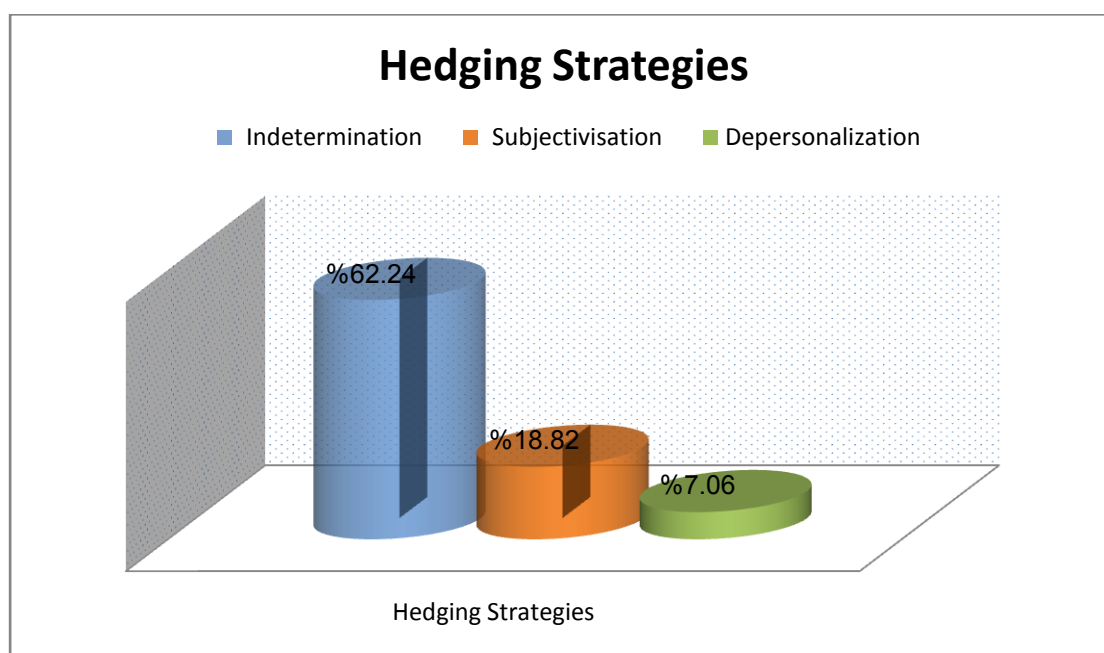 Hedging Strategies
Indetermination Subjectivisation Depersonalization
%62.24
%18.82
%7.06
Hedging Strategies